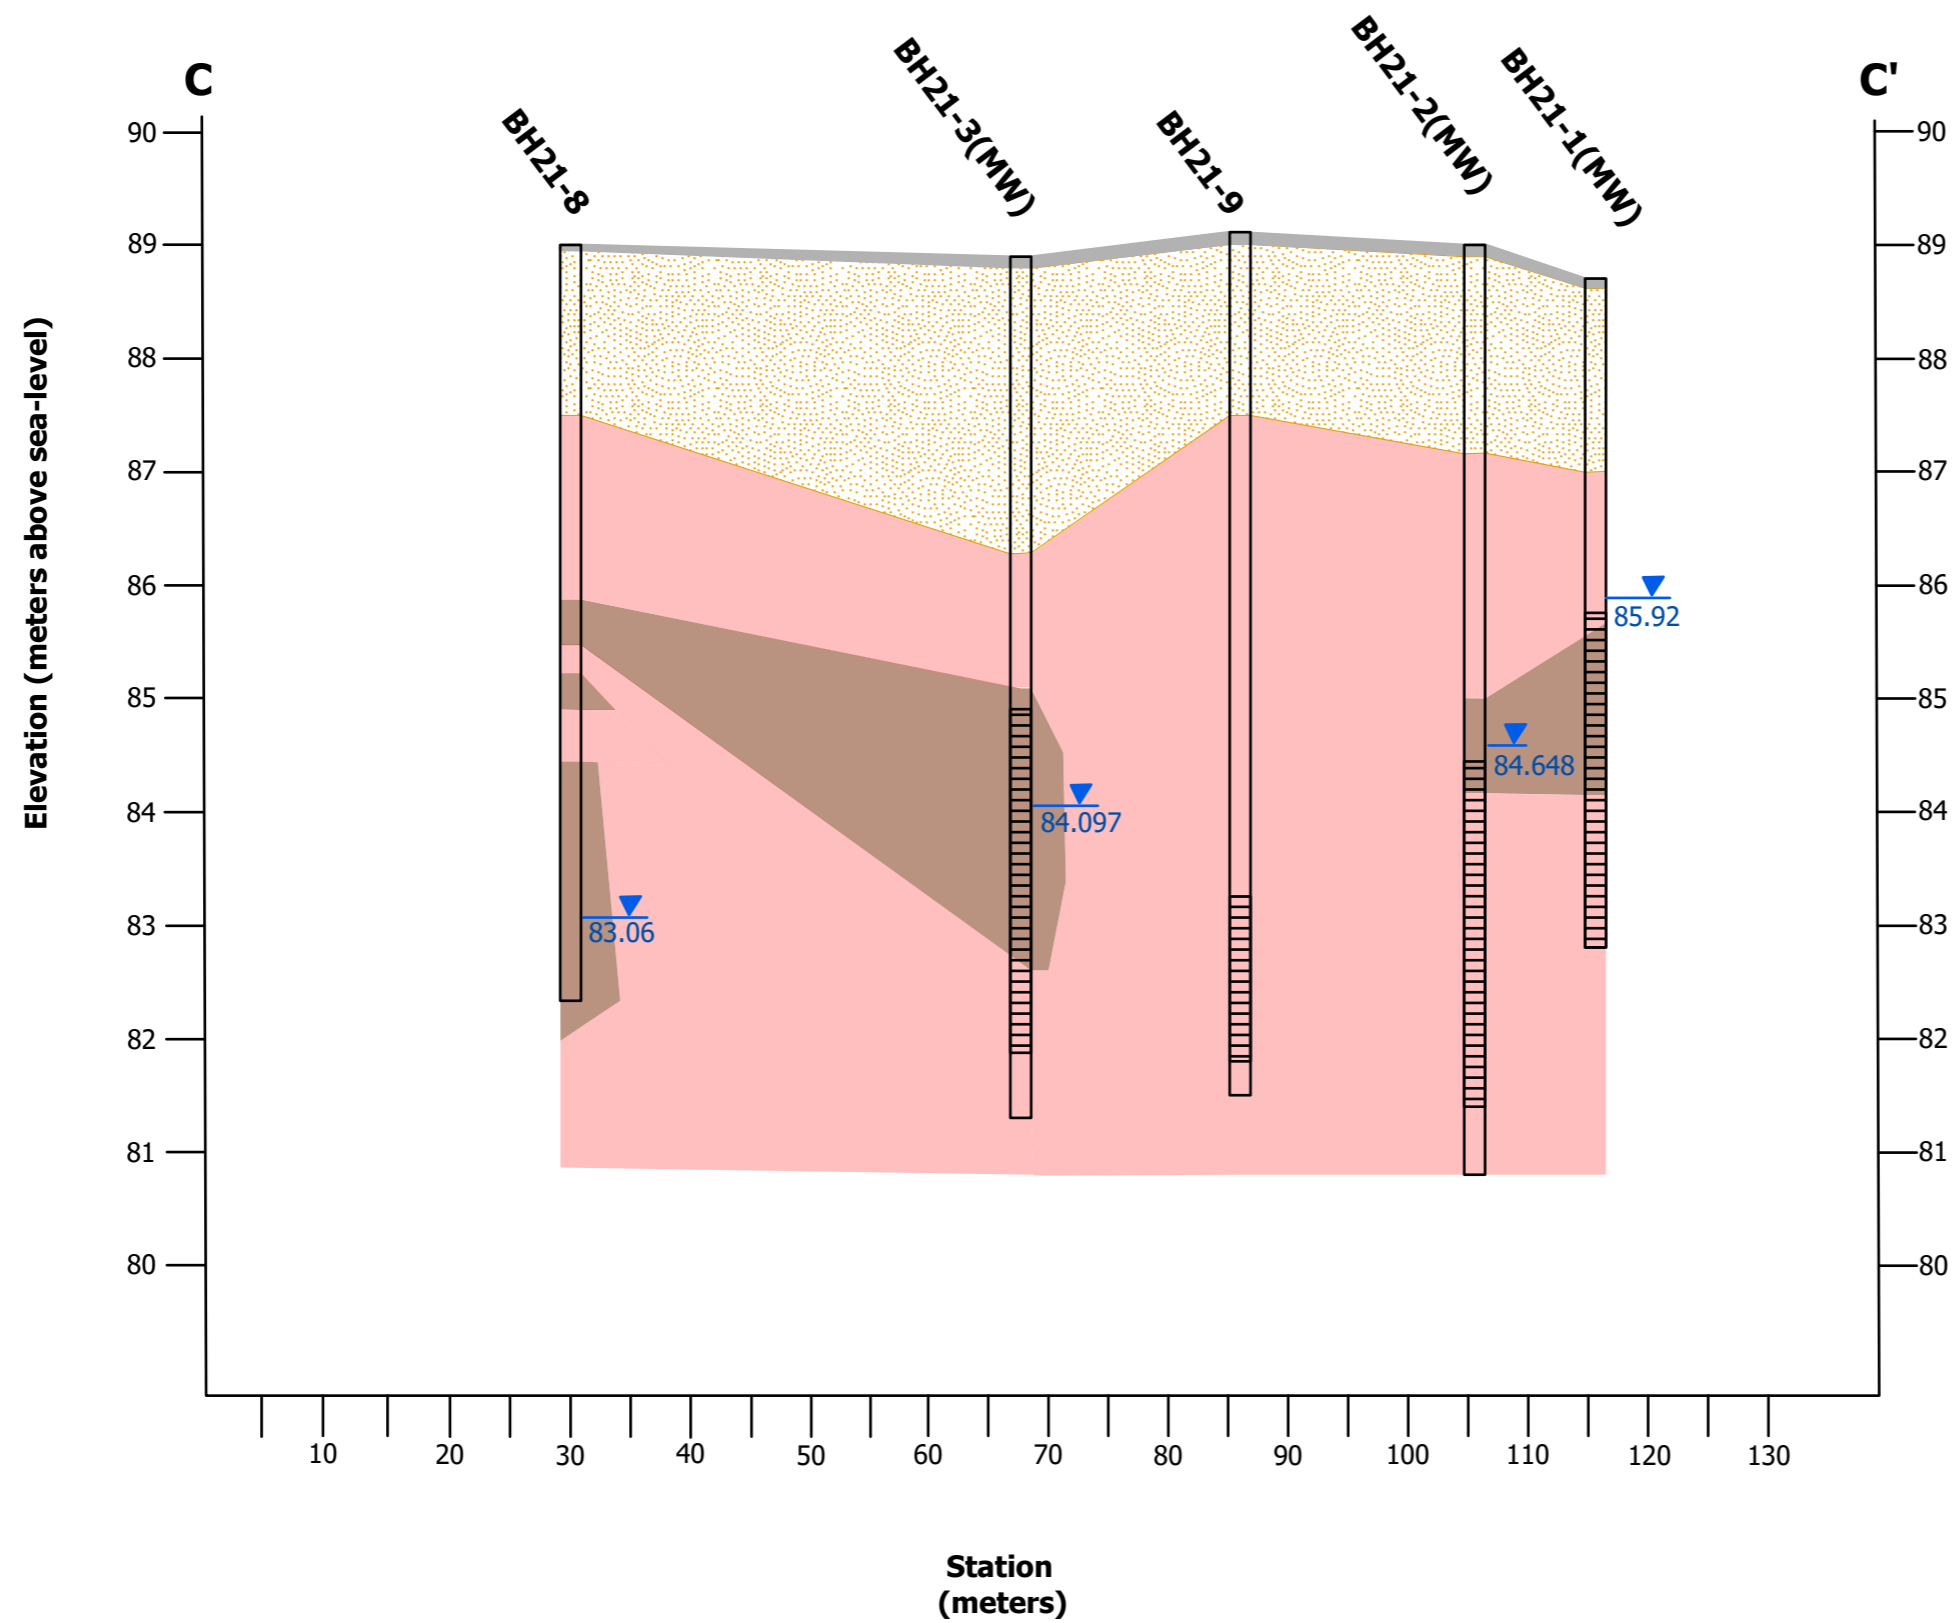 C
C'
BH21-8
BH21-3(MW)
BH21-9
BH21-2(MW)
BH21-1(MW)
Elevation (meters above sea-level)
90
89
88
87
86
85
84
83
82
81
80
90
89
88
87
86
85
84
83
82
81
80
85.92
84.648
84.097
83.06
10 20 30 40 50 60 70 80 90 100 110 120 130
Station
(meters)